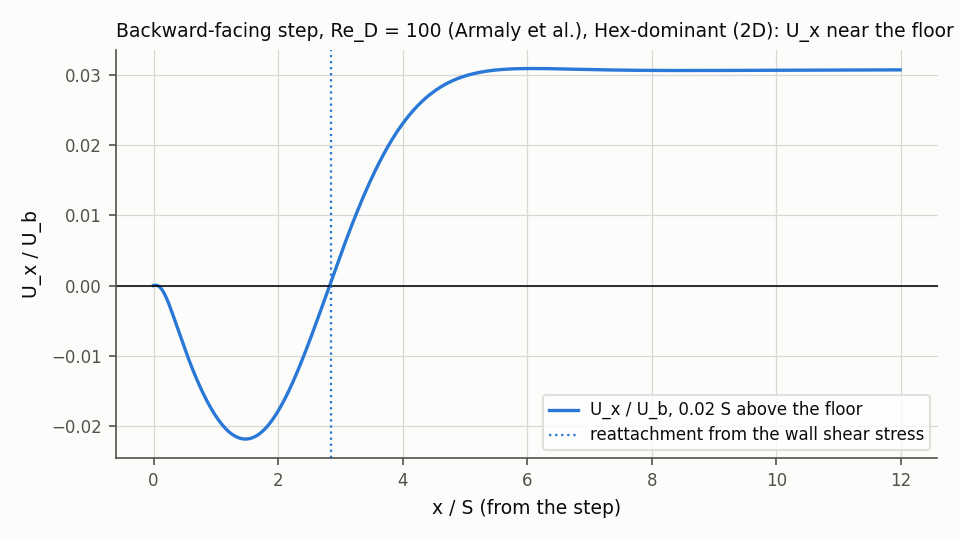 Backward-facing step, Re_D = 100 (Armaly et al.), Hex-dominant (2D): U_x near the floor
U_x / U_b
0.03
0.02
0.01
0.00
−0.01
−0.02
U_x / U_b, 0.02 S above the floor
reattachment from the wall shear stress
0 2 4 6 8 10 12
x / S (from the step)